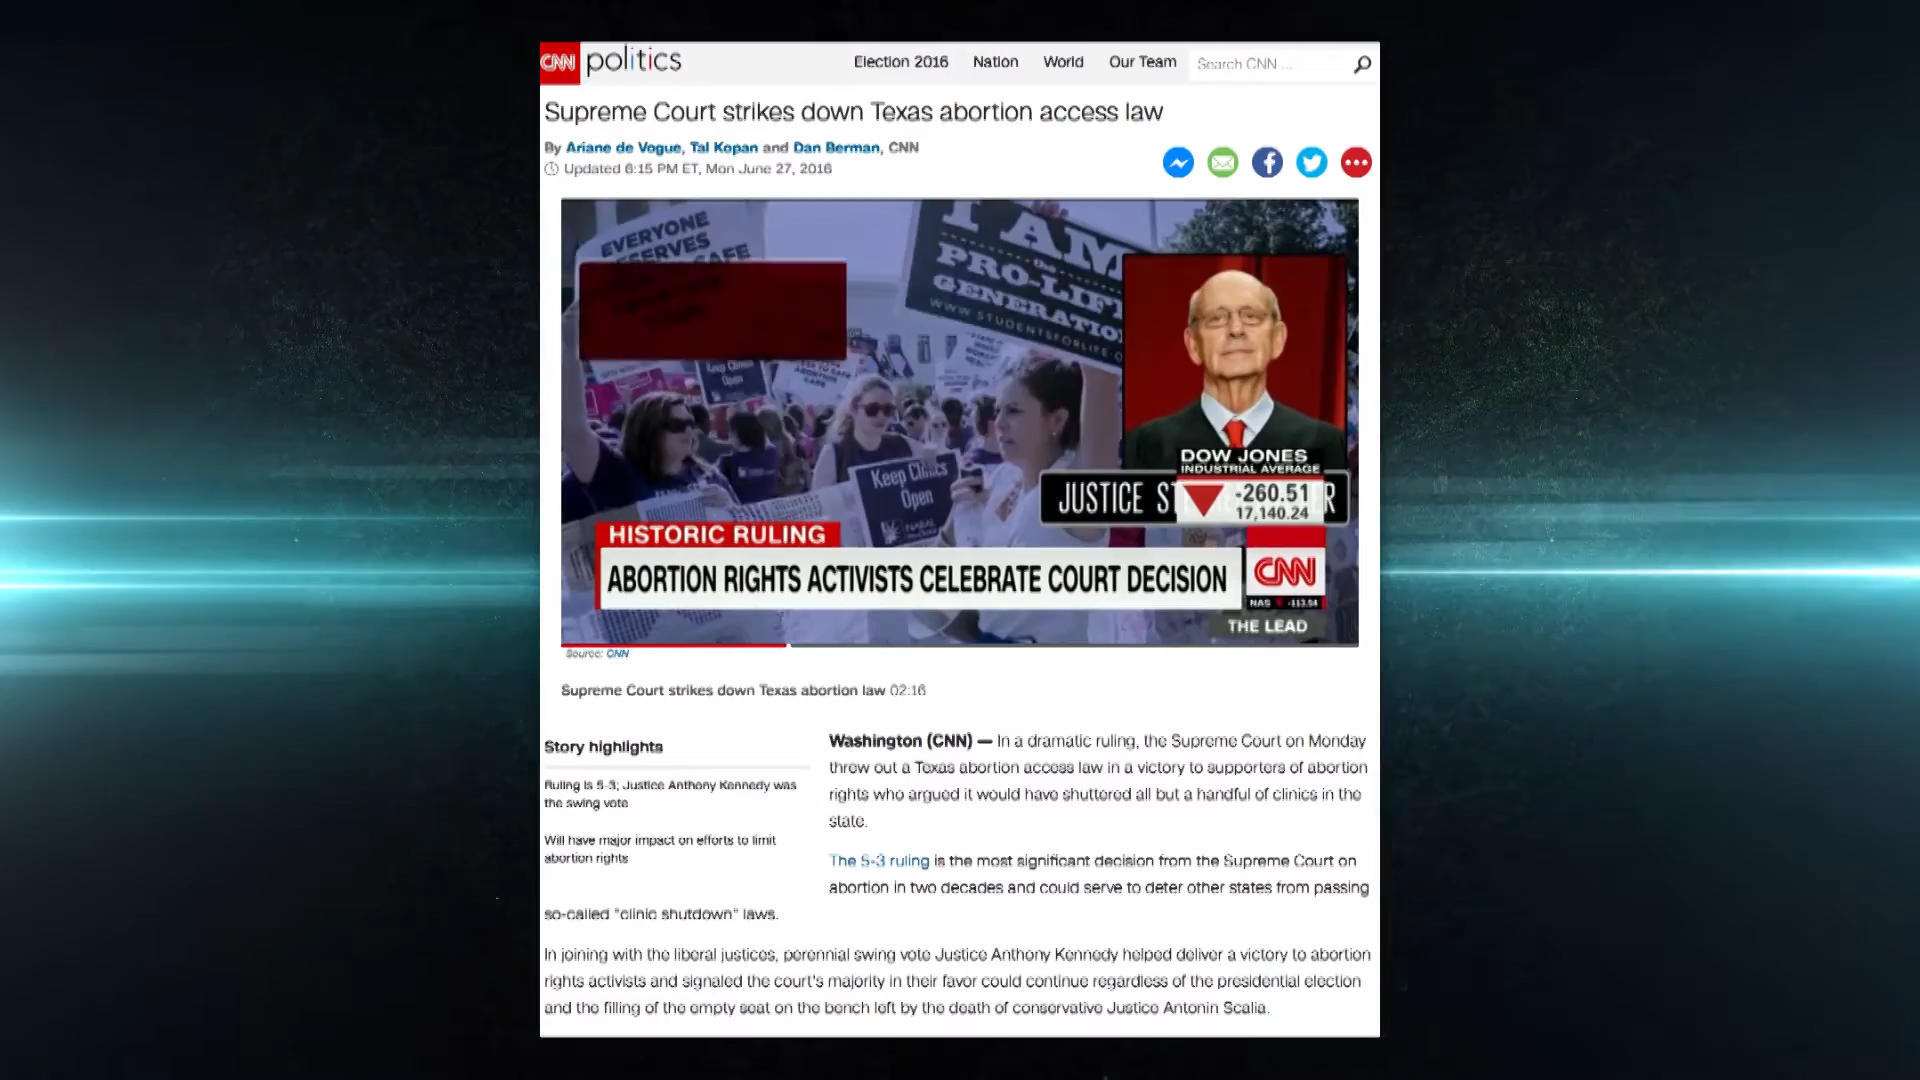 CNN politics
Election 2016 Nation World Our Team Search CNN ...
Supreme Court strikes down Texas abortion access law
By Ariane de Vogue, Tal Kopan and Dan Berman, CNN
Updated 6:15 PM ET, Mon June 27, 2016
EVERYONE
I AM
the
PRO-LIF
GENERATIO
WWW.STUDENTSFORLIFE.O
Keep Clinics
Open
Keep Clinics
Open
NARAL
DOW JONES
INDUSTRIAL AVERAGE
JUSTICE ST R
-260.51
17,140.24
HISTORIC RULING
ABORTION RIGHTS ACTIVISTS CELEBRATE COURT DECISION
CNN
NAS -113.54
THE LEAD
Source: CNN
Supreme Court strikes down Texas abortion law 02:16
Story highlights
Ruling is 5-3; Justice Anthony Kennedy was
the swing vote
Will have major impact on efforts to limit
abortion rights
Washington (CNN) — In a dramatic ruling, the Supreme Court on Monday
threw out a Texas abortion access law in a victory to supporters of abortion
rights who argued it would have shuttered all but a handful of clinics in the
state.
The 5-3 ruling is the most significant decision from the Supreme Court on
abortion in two decades and could serve to deter other states from passing
so-called "clinic shutdown" laws.
In joining with the liberal justices, perennial swing vote Justice Anthony Kennedy helped deliver a victory to abortion
rights activists and signaled the court's majority in their favor could continue regardless of the presidential election
and the filling of the empty seat on the bench left by the death of conservative Justice Antonin Scalia.